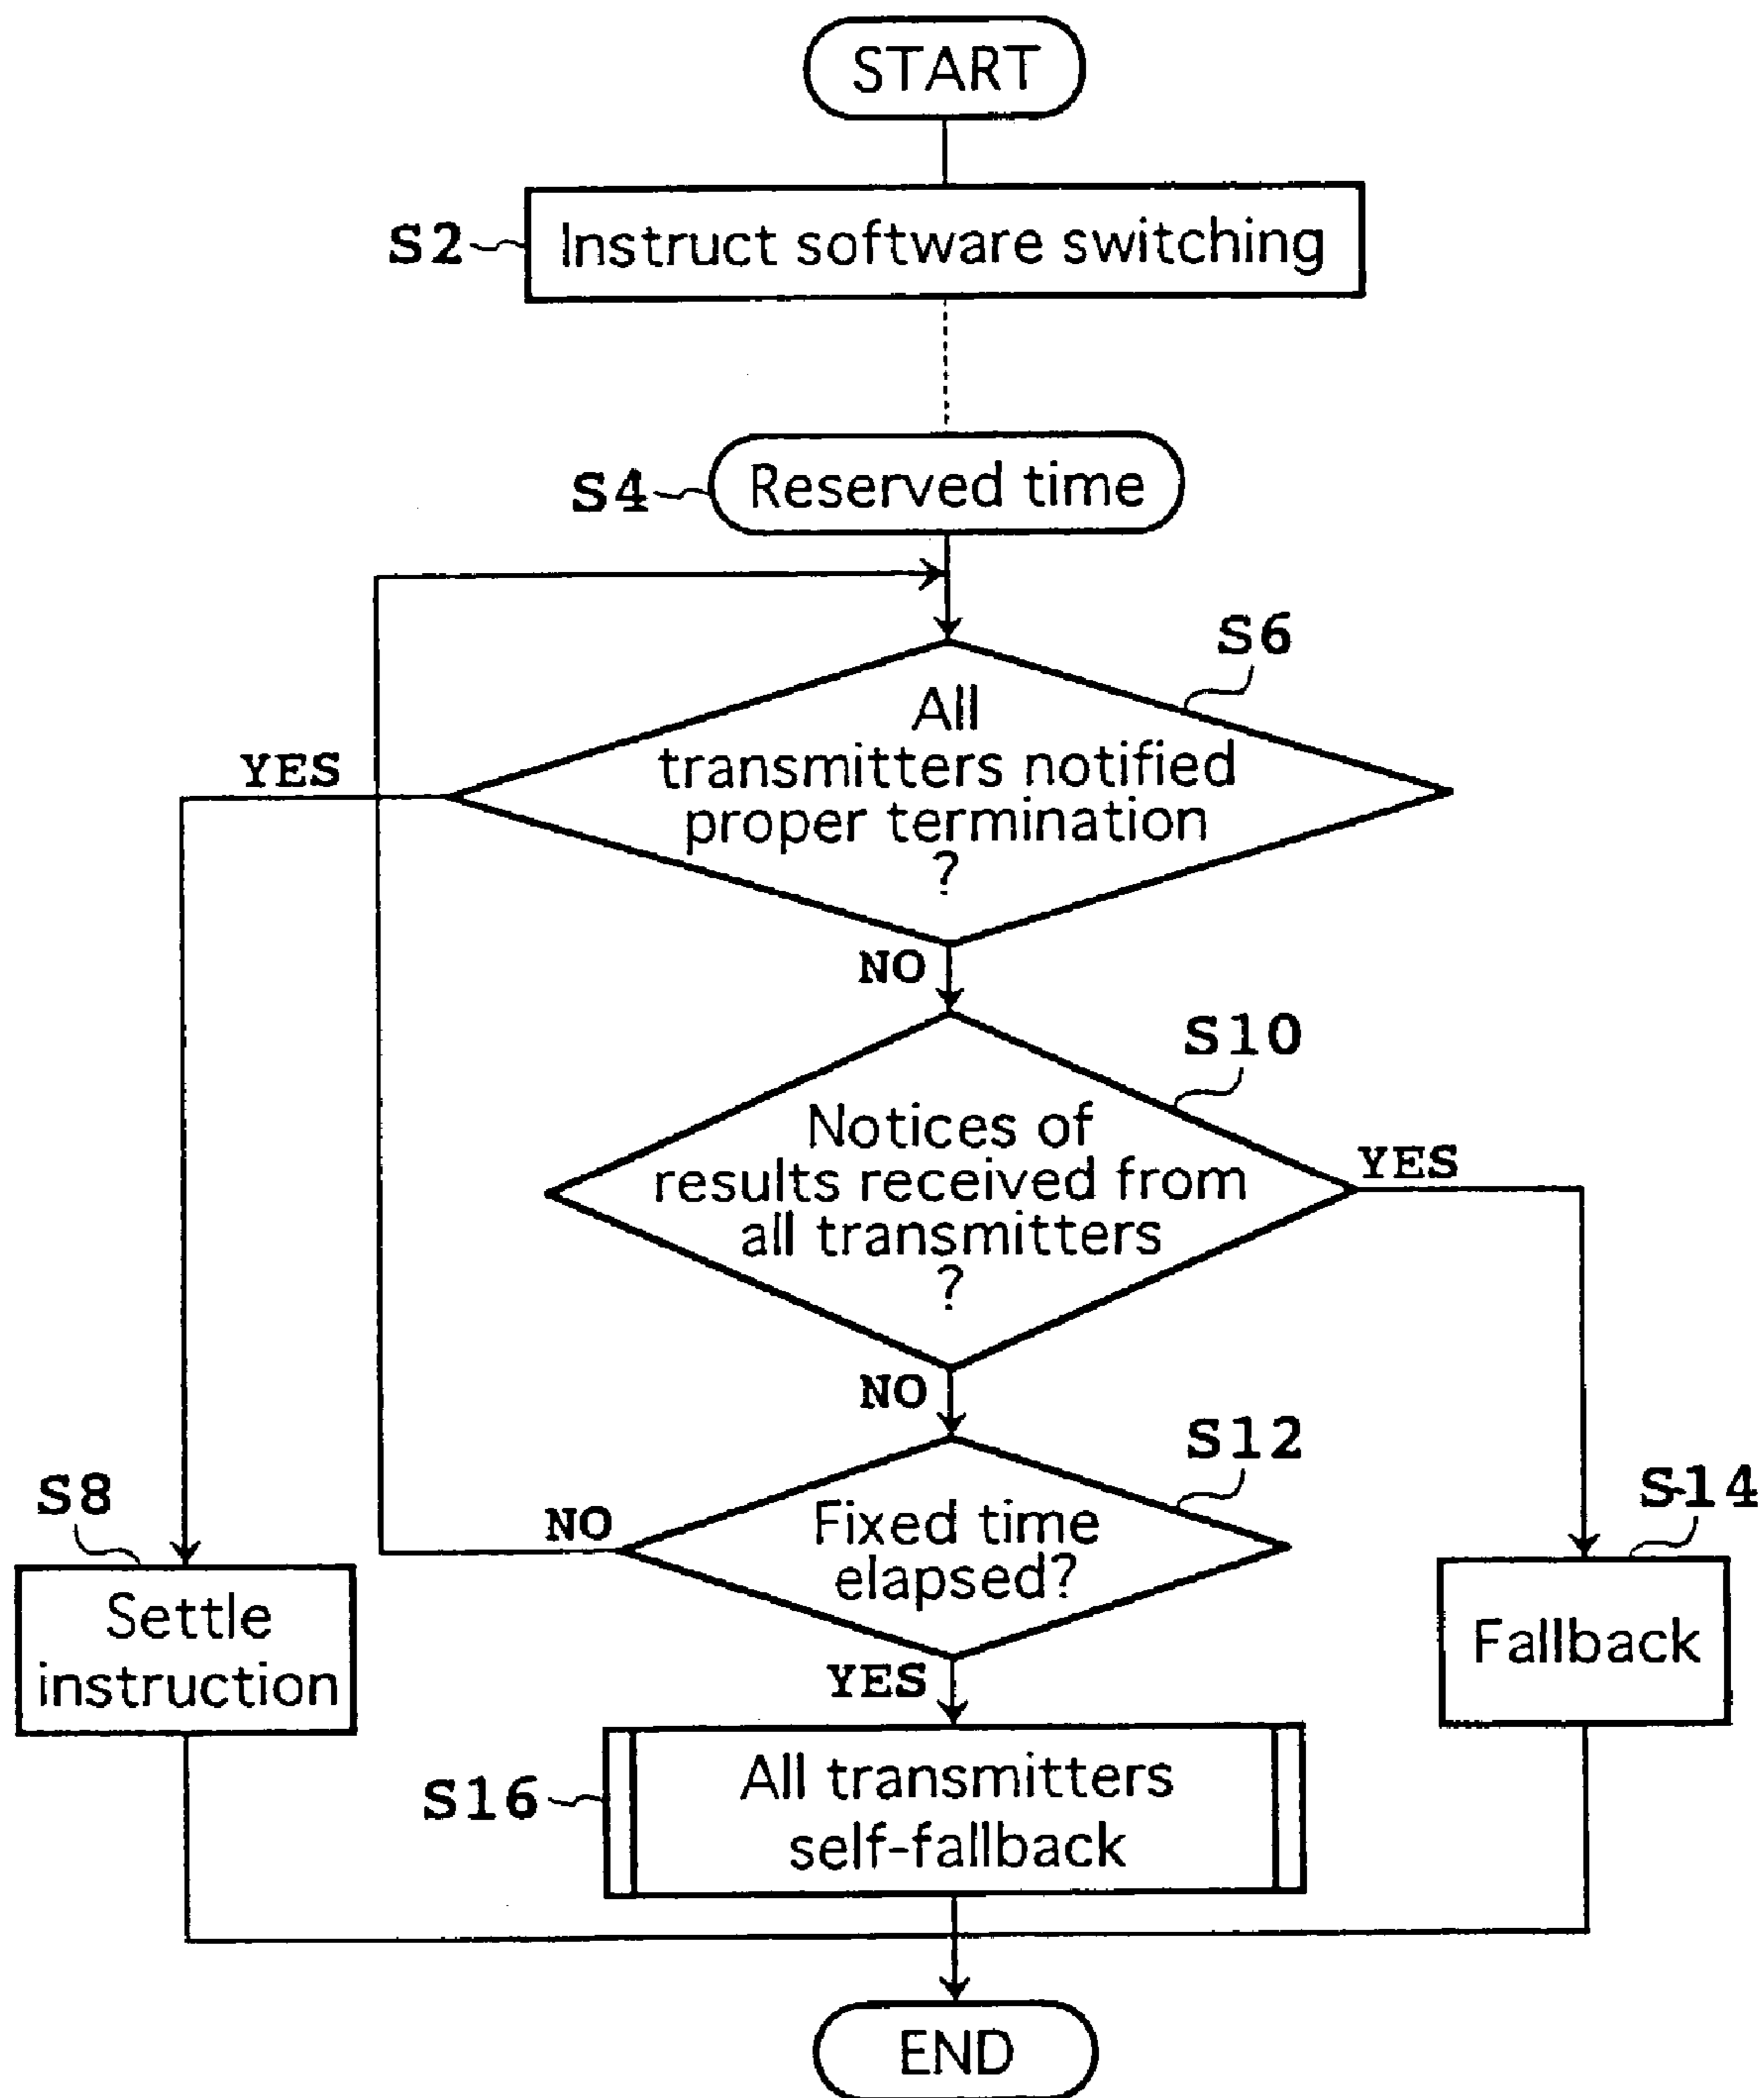 START
S2
Instruct software switching
S4
Reserved time
S6
All
transmitters notified
proper termination
?
YES
NO
S10
Notices of
results received from
all transmitters
?
YES
NO
S12
Fixed time
elapsed?
NO
YES
S8
Settle
instruction
S14
Fallback
S16
All transmitters
self-fallback
END